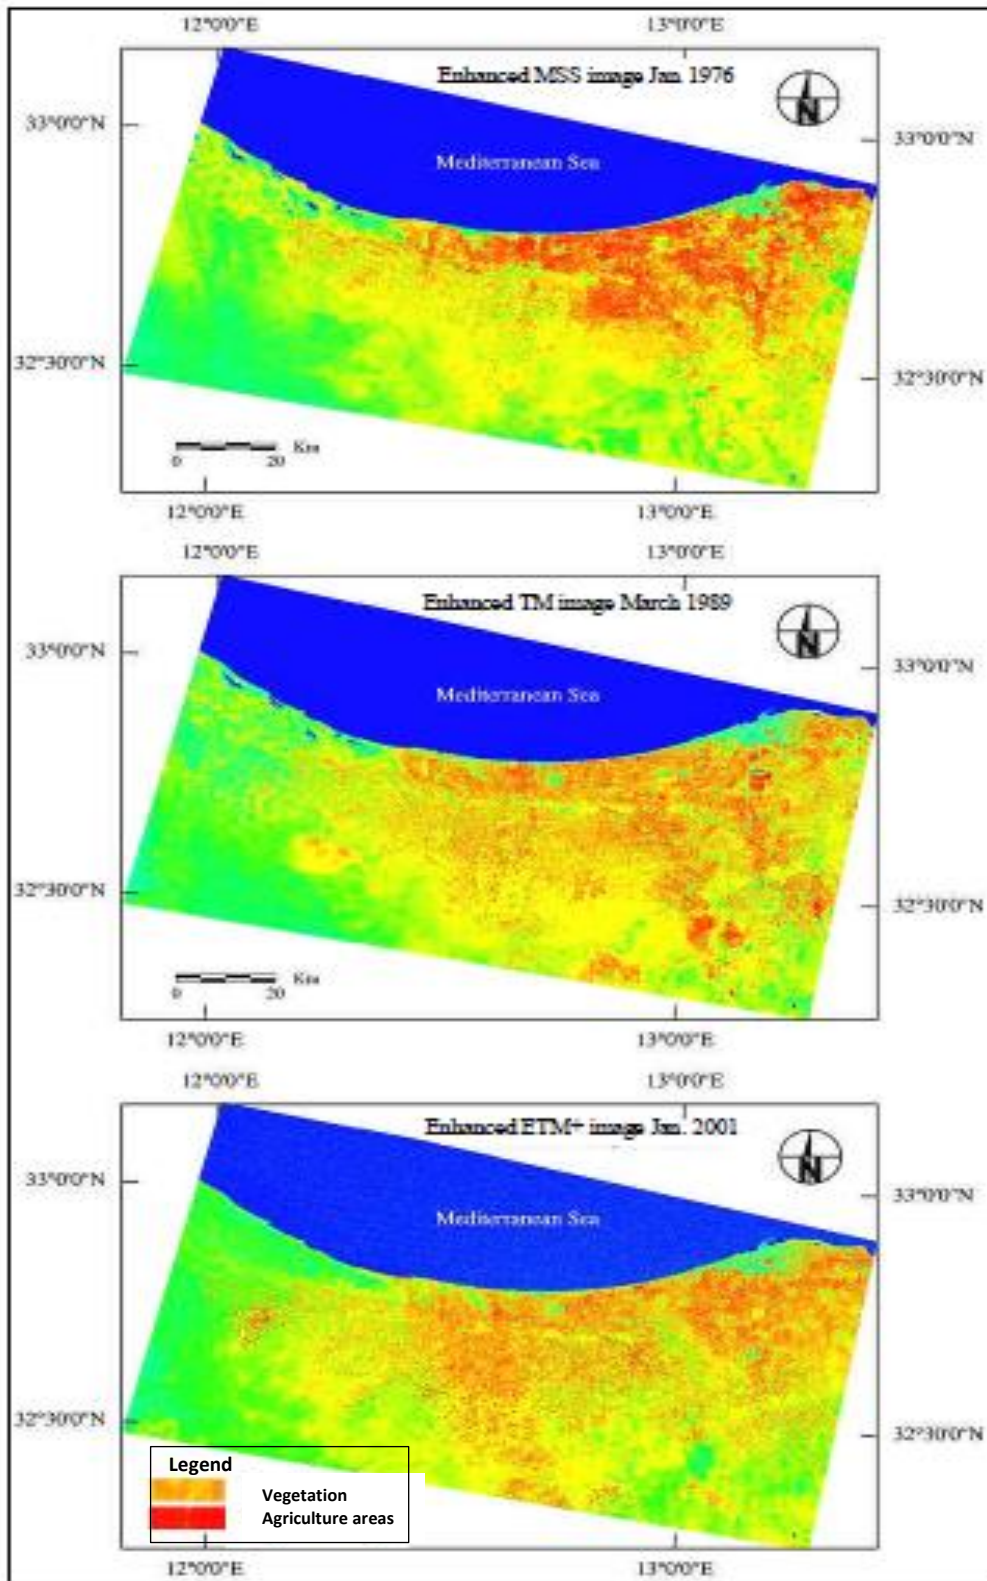 12°0'0"E 13°0'0"E
Enhanced MSS image Jan. 1976
N
33°0'0"N 33°0'0"N
Mediterranean Sea
32°30'0"N 32°30'0"N
Km
0 20
12°0'0"E 13°0'0"E
12°0'0"E 13°0'0"E
Enhanced TM image March 1989
N
33°0'0"N 33°0'0"N
Mediterranean Sea
32°30'0"N 32°30'0"N
Km
0 20
12°0'0"E 13°0'0"E
12°0'0"E 13°0'0"E
Enhanced ETM+ image Jan. 2001
N
33°0'0"N 33°0'0"N
Mediterranean Sea
32°30'0"N 32°30'0"N
Legend
Vegetation
Agriculture areas
12°0'0"E 13°0'0"E